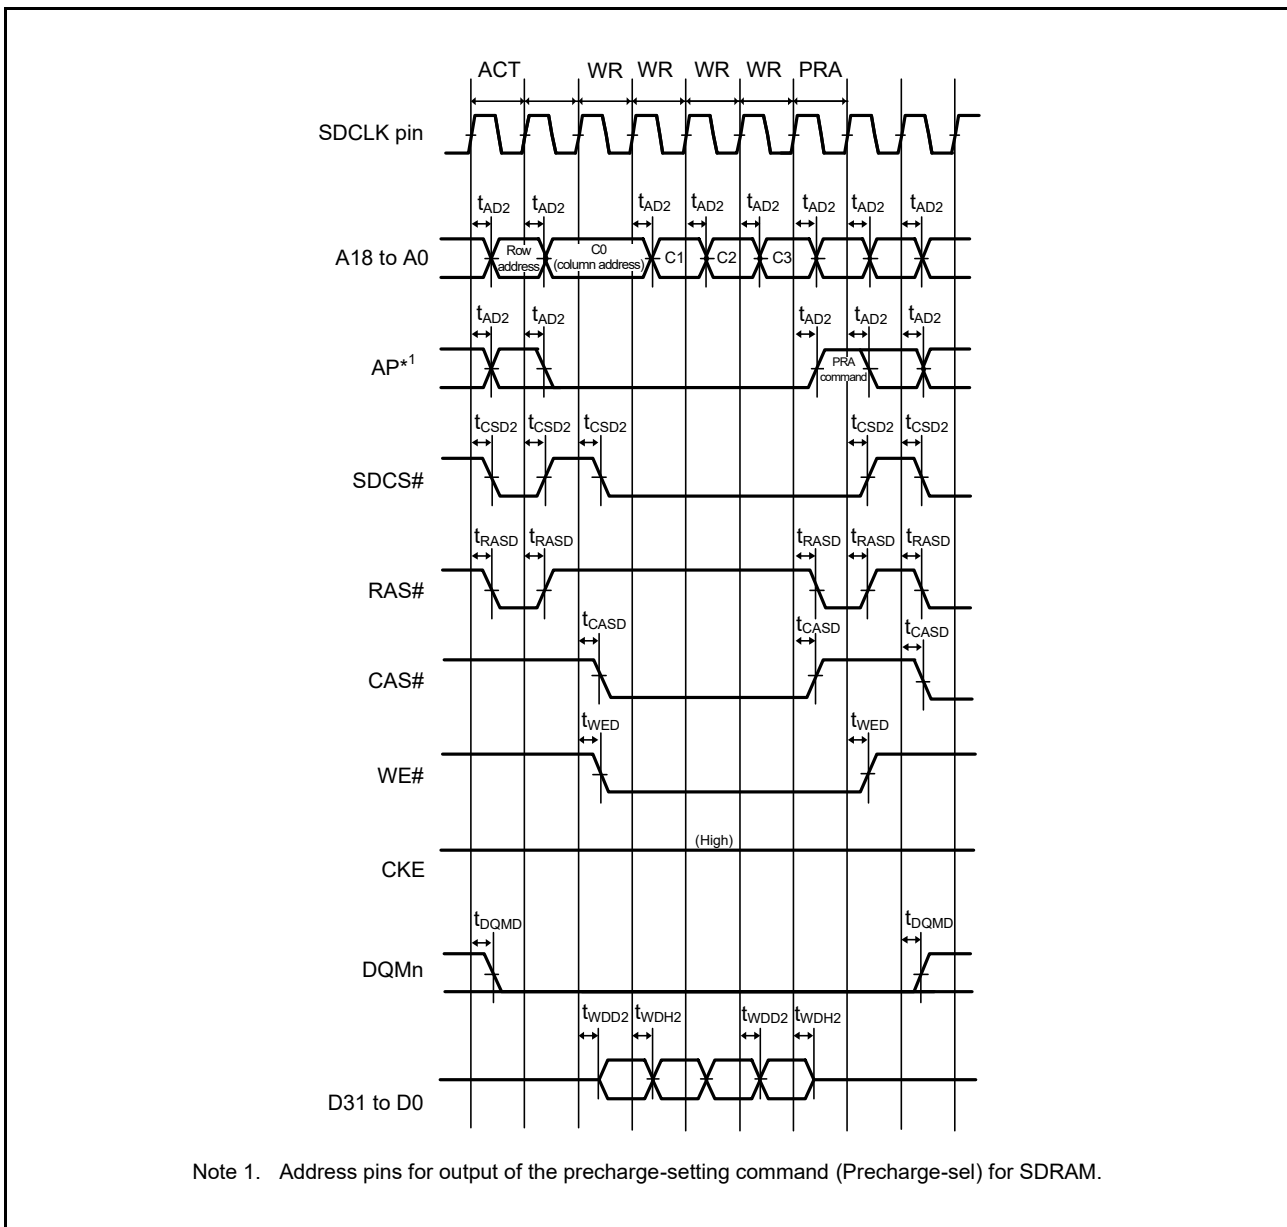 ACT WR WR WR WR PRA
SDCLK pin
tAD2 tAD2 tAD2 tAD2 tAD2 tAD2 tAD2 tAD2
A18 to A0
Row
address
C0
(column address)
C1 C2 C3
tAD2 tAD2 tAD2 tAD2 tAD2
AP*1
PRA
command
tCSD2 tCSD2 tCSD2 tCSD2 tCSD2
SDCS#
tRASD tRASD tRASD tRASD tRASD
RAS#
tCASD tCASD tCASD
CAS#
tWED tWED
WE#
(High)
CKE
tDQMD tDQMD
DQMn
tWDD2 tWDH2 tWDD2 tWDH2
D31 to D0
Note 1. Address pins for output of the precharge-setting command (Precharge-sel) for SDRAM.